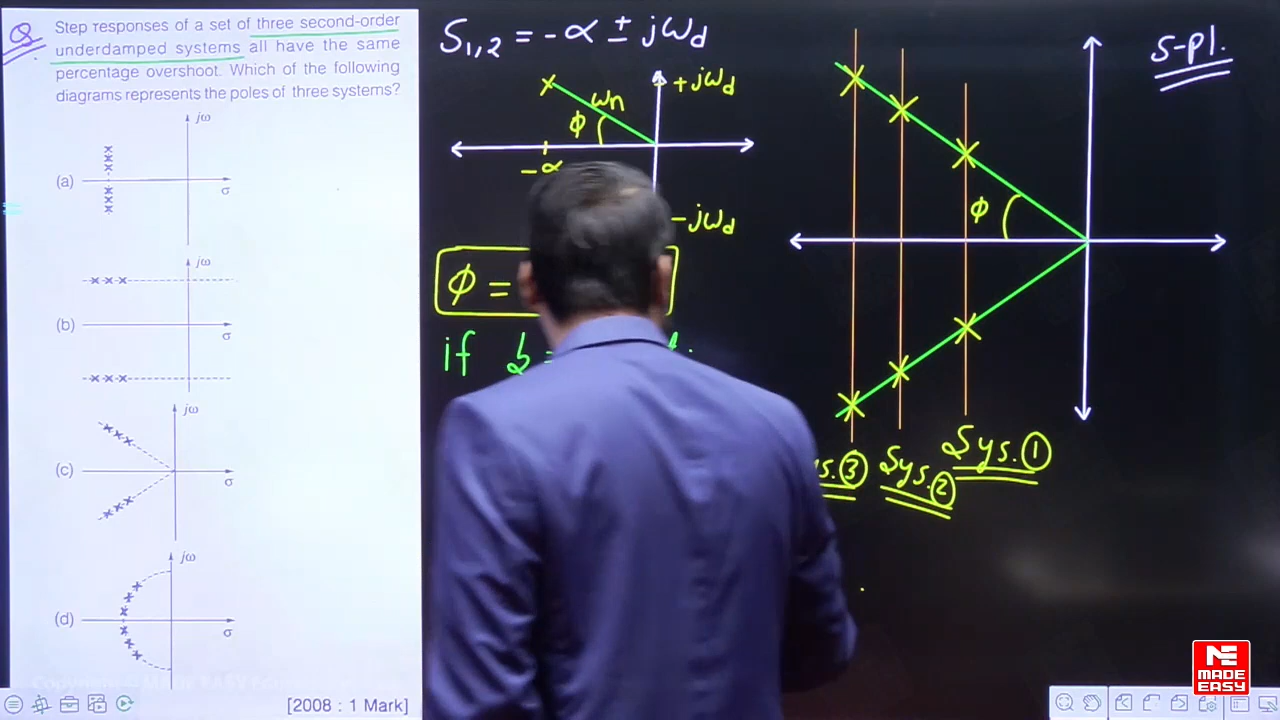 Q
Step responses of a set of three second-order
underdamped systems all have the same
percentage overshoot. Which of the following
diagrams represents the poles of three systems?
(a)
jω
σ
(b)
jω
σ
(c)
jω
σ
(d)
jω
σ
[2008 : 1 Mark]
S1,2 = -α ± jωd
+jωd
ωn
ϕ
-α
-jωd
ϕ =
if
s-pl.
ϕ
Sys. ①
Sys. ②
s. ③
MADE
EASY